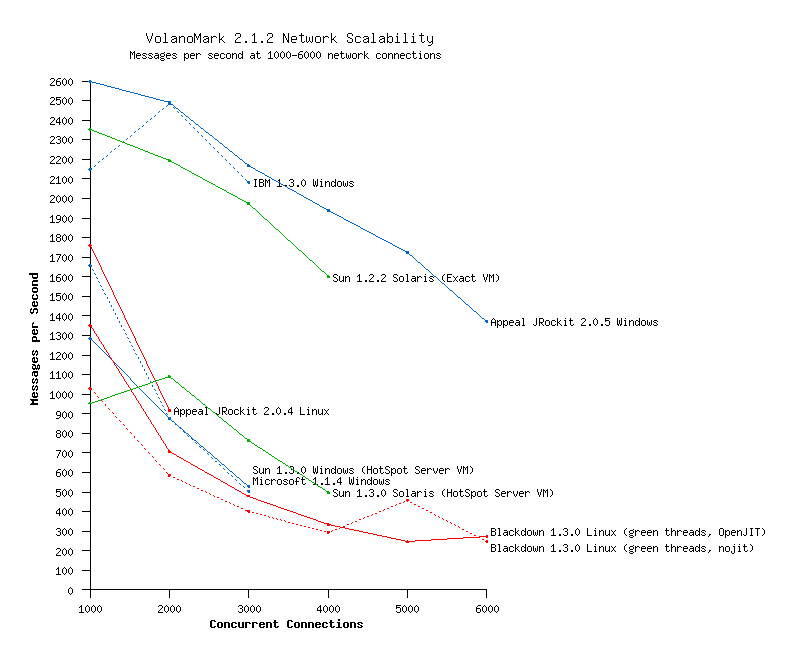 VolanoMark 2.1.2 Network Scalability
Messages per second at 1000-6000 network connections
Messages per Second
2600
2500
2400
2300
2200
2100
2000
1900
1800
1700
1600
1500
1400
1300
1200
1100
1000
900
800
700
600
500
400
300
200
100
0
IBM 1.3.0 Windows
Sun 1.2.2 Solaris (Exact VM)
Appeal JRockit 2.0.5 Windows
Appeal JRockit 2.0.4 Linux
Sun 1.3.0 Windows (HotSpot Server VM)
Microsoft 1.1.4 Windows
Sun 1.3.0 Solaris (HotSpot Server VM)
Blackdown 1.3.0 Linux (green threads, OpenJIT)
Blackdown 1.3.0 Linux (green threads, nojit)
1000 2000 3000 4000 5000 6000
Concurrent Connections